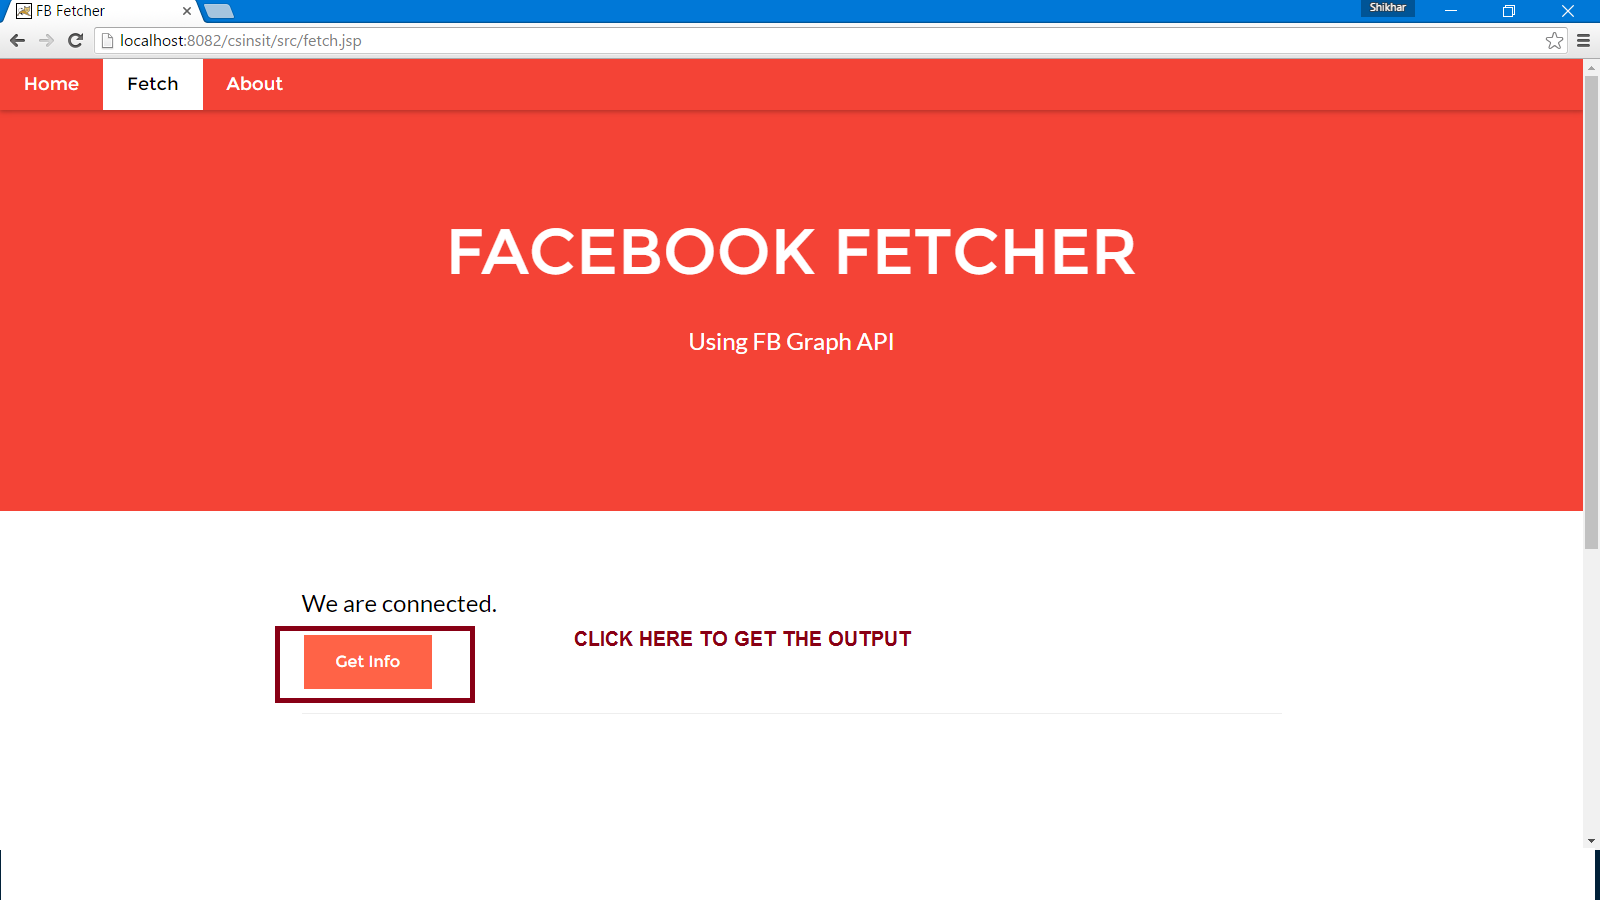 FB Fetcher
Shikhar
localhost:8082/csinsit/src/fetch.jsp
Home Fetch About
FACEBOOK FETCHER
Using FB Graph API
We are connected.
CLICK HERE TO GET THE OUTPUT
Get Info